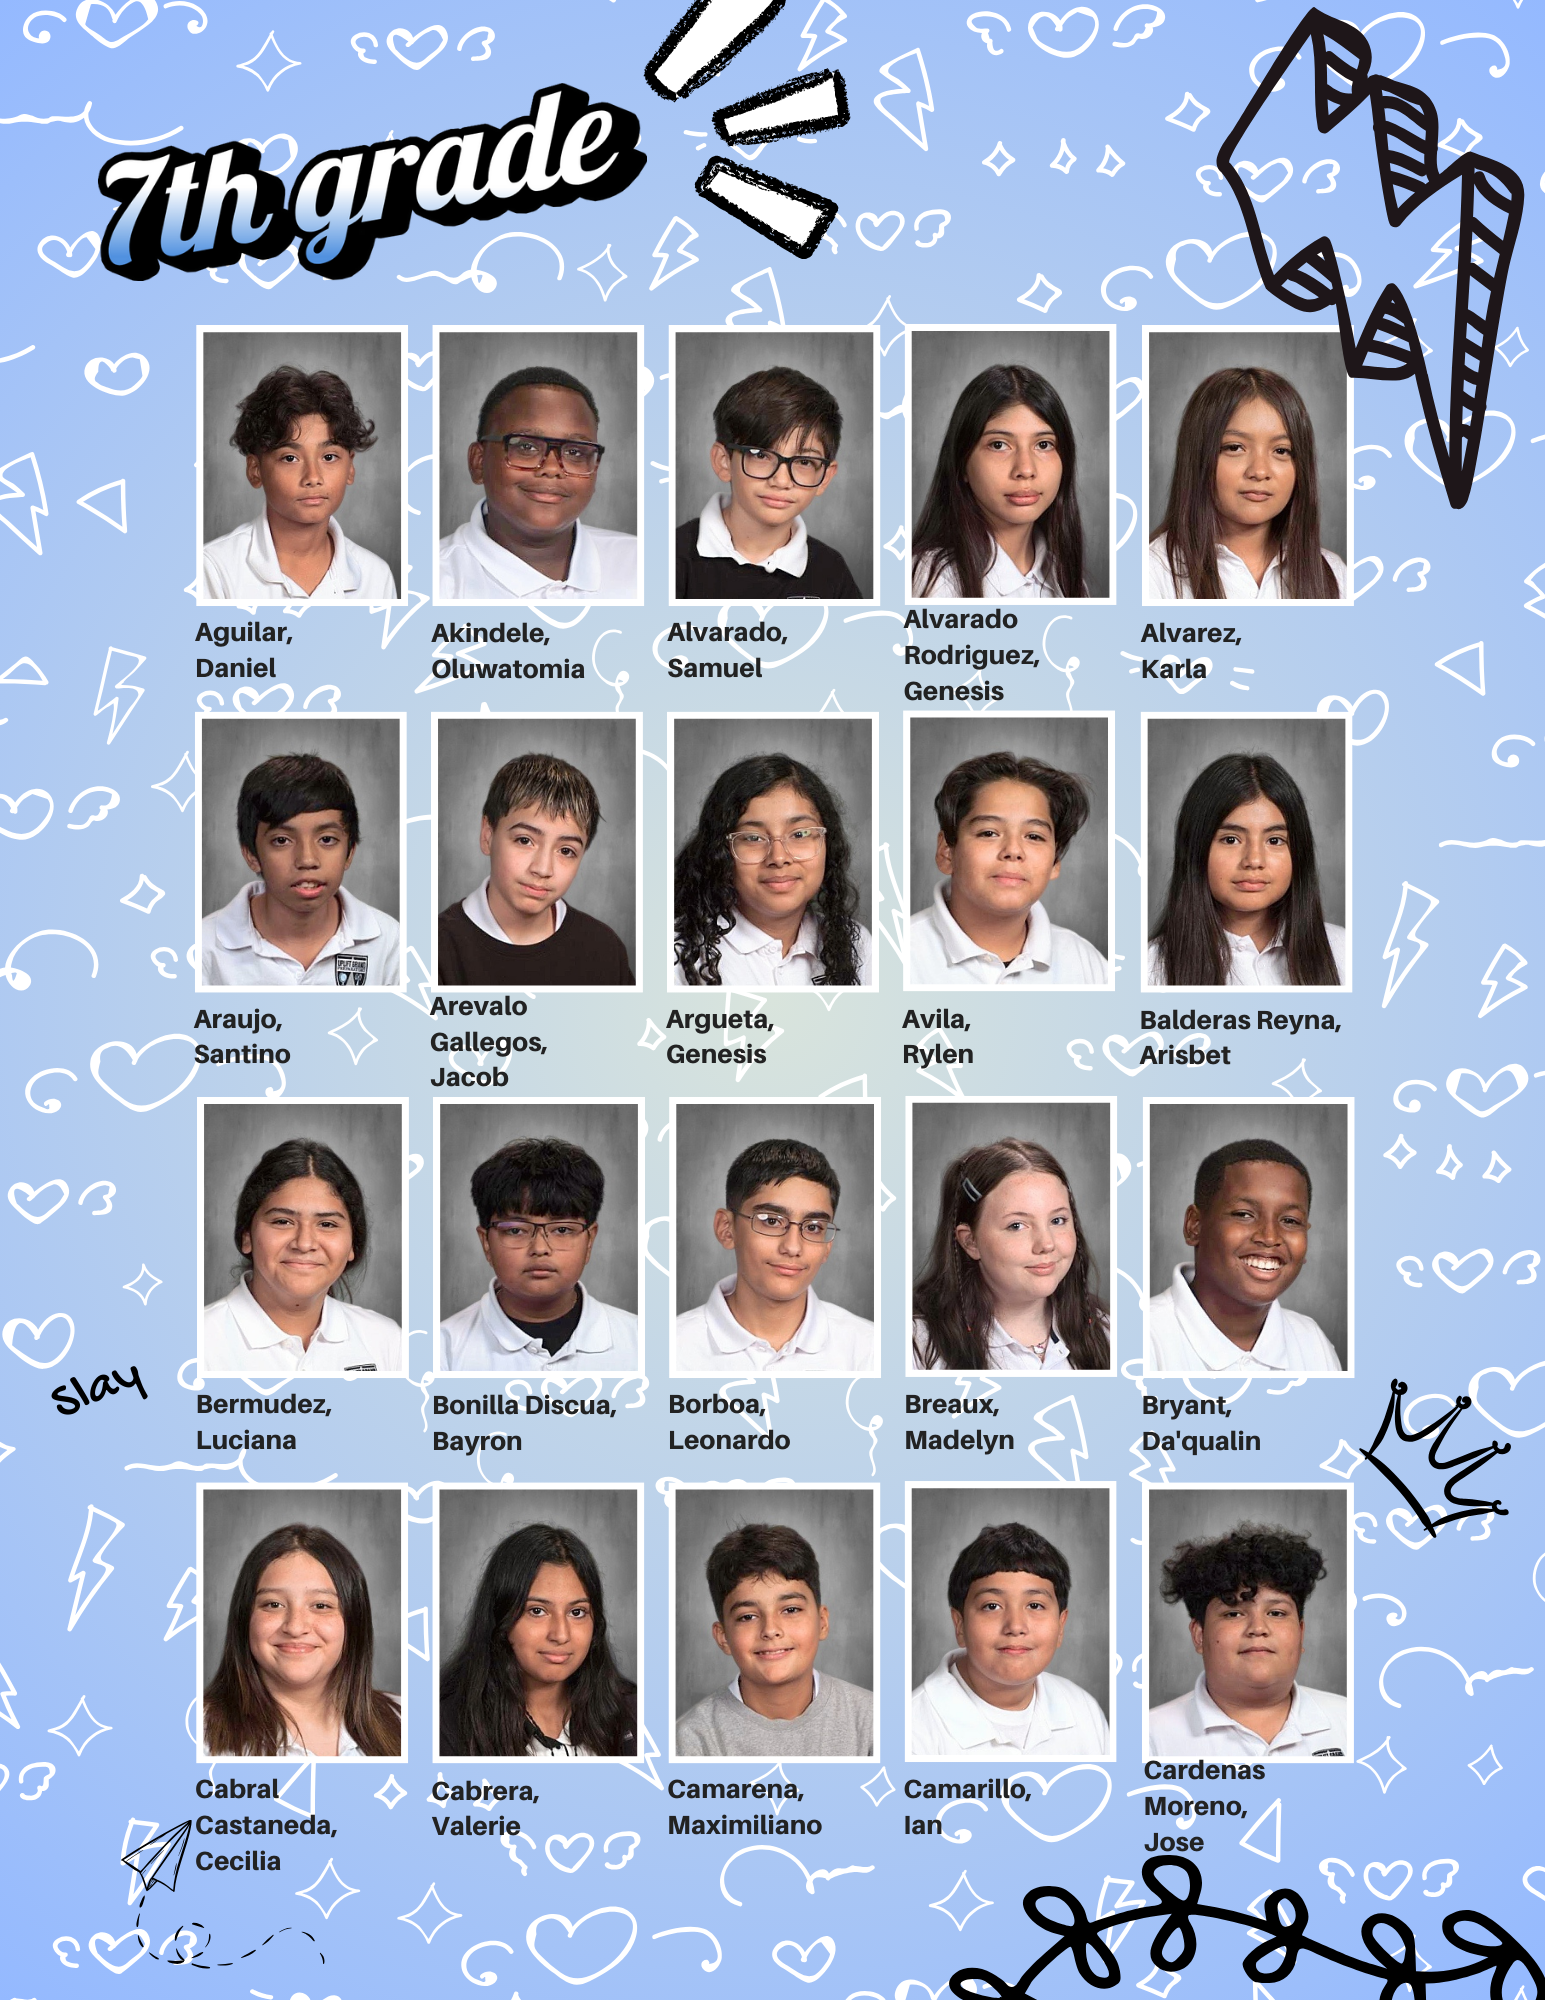 7th grade
Aguilar,
Daniel
Akindele,
Oluwatomia
Alvarado,
Samuel
Alvarado
Rodriguez,
Genesis
Alvarez,
Karla
UPLIFT GRAND
Araujo,
Santino
Arevalo
Gallegos,
Jacob
Argueta,
Genesis
Avila,
Rylen
Balderas Reyna,
Arisbet
slay
Bermudez,
Luciana
Bonilla Discua,
Bayron
Borboa,
Leonardo
Breaux,
Madelyn
Bryant,
Da'qualin
Cabral
Castaneda,
Cecilia
Cabrera,
Valerie
Camarena,
Maximiliano
Camarillo,
Ian
Cardenas
Moreno,
Jose